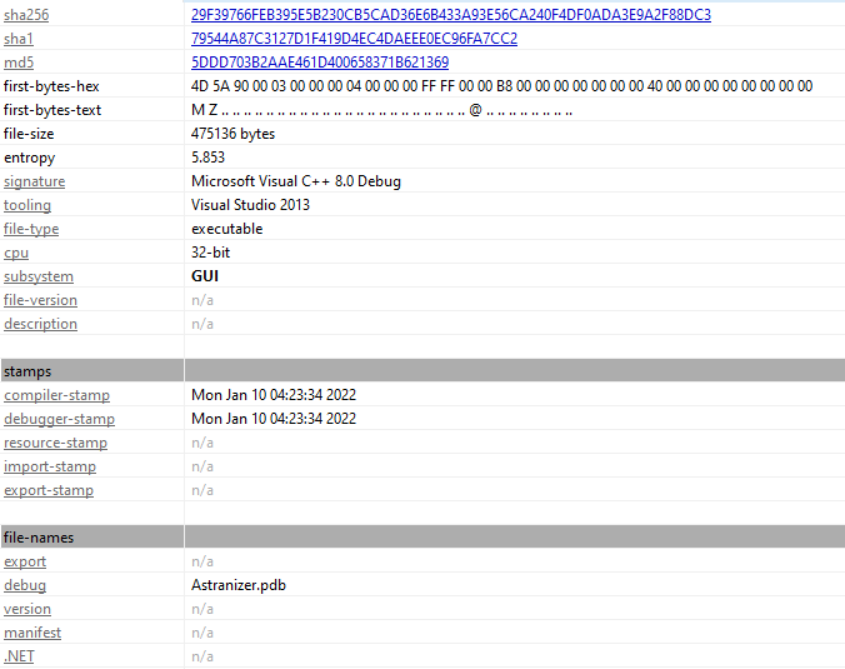 sha256 29F39766FEB395E5B230CB5CAD36E6B433A93E56CA240F4DF0ADA3E9A2F88DC3
sha1 79544A87C3127D1F419D4EC4DAEEE0EC96FA7CC2
md5 5DDD703B2AAE461D400658371B621369
first-bytes-hex 4D 5A 90 00 03 00 00 00 04 00 00 00 FF FF 00 00 B8 00 00 00 00 00 00 00 40 00 00 00 00 00 00 00 00
first-bytes-text M Z .. .. .. .. .. .. .. .. .. .. .. .. .. .. .. .. .. .. .. .. .. .. @ .. .. .. .. .. .. .. ..
file-size 475136 bytes
entropy 5.853
signature Microsoft Visual C++ 8.0 Debug
tooling Visual Studio 2013
file-type executable
cpu 32-bit
subsystem GUI
file-version n/a
description n/a
stamps
compiler-stamp Mon Jan 10 04:23:34 2022
debugger-stamp Mon Jan 10 04:23:34 2022
resource-stamp n/a
import-stamp n/a
export-stamp n/a
file-names
export n/a
debug Astranizer.pdb
version n/a
manifest n/a
.NET n/a